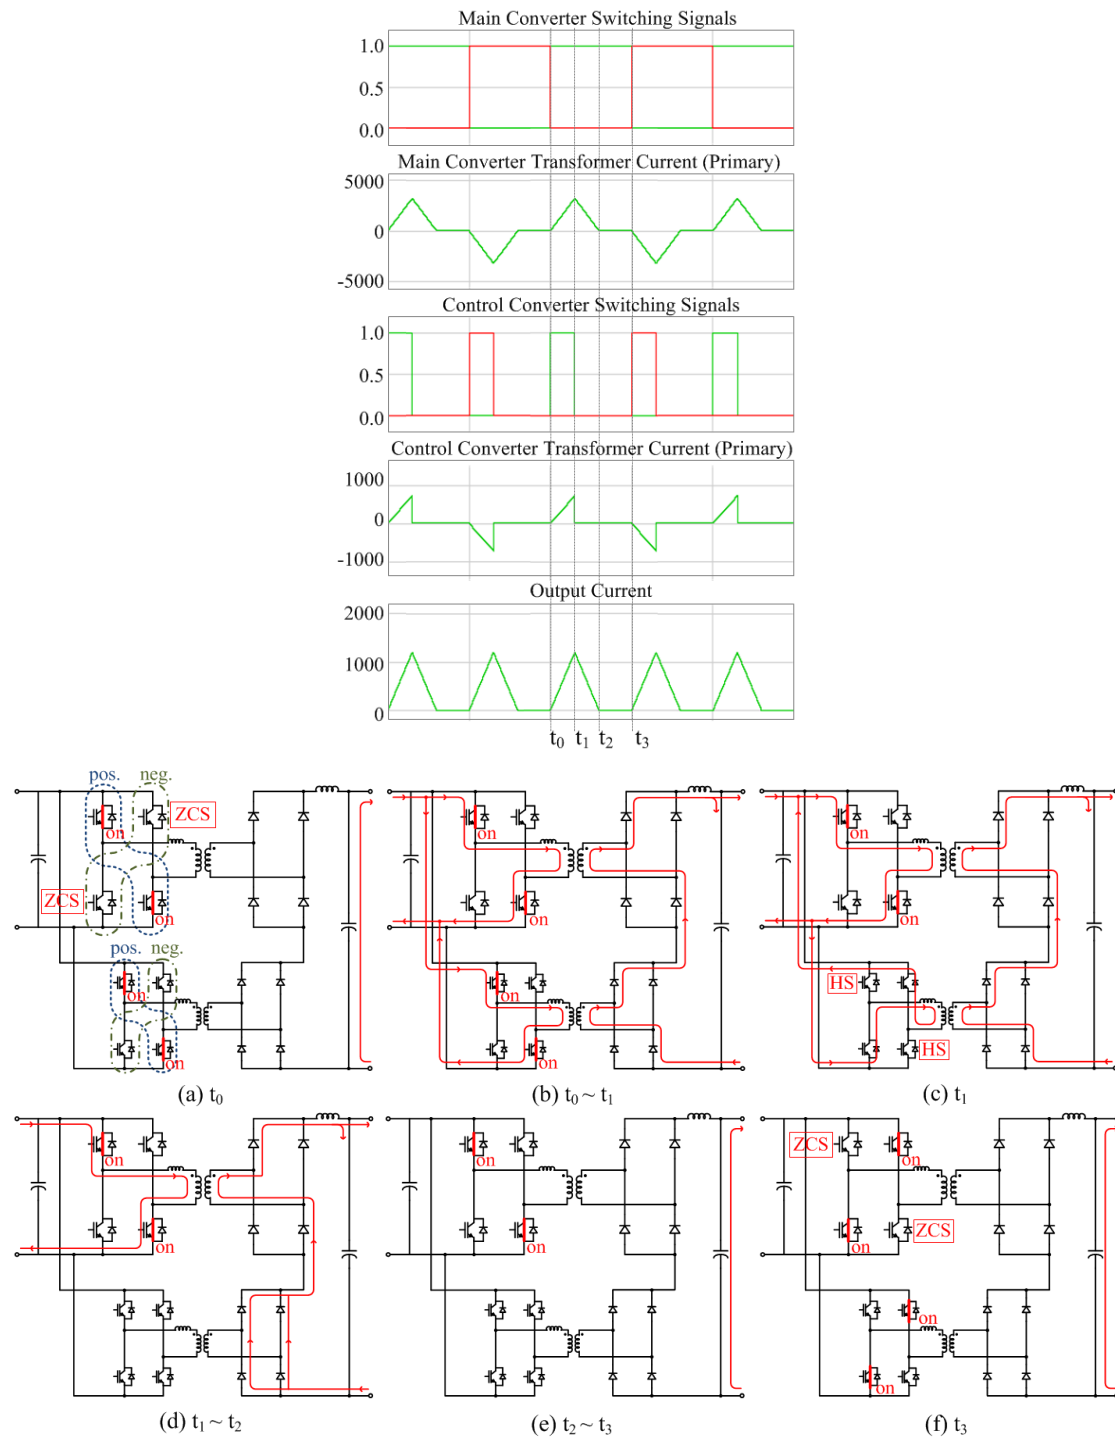 Main Converter Switching Signals
1.0
0.5
0.0
Main Converter Transformer Current (Primary)
5000
0
-5000
Control Converter Switching Signals
1.0
0.5
0.0
Control Converter Transformer Current (Primary)
1000
0
-1000
Output Current
2000
1000
0
t0 t1 t2 t3
pos. neg.
ZCS
on
ZCS
on
pos. neg.
on
on
(a) t0
on
on
on
on
(b) t0 ~ t1
on
on
HS
HS
(c) t1
on
on
(d) t1 ~ t2
on
on
(e) t2 ~ t3
ZCS
on
on
ZCS
on
on
(f) t3